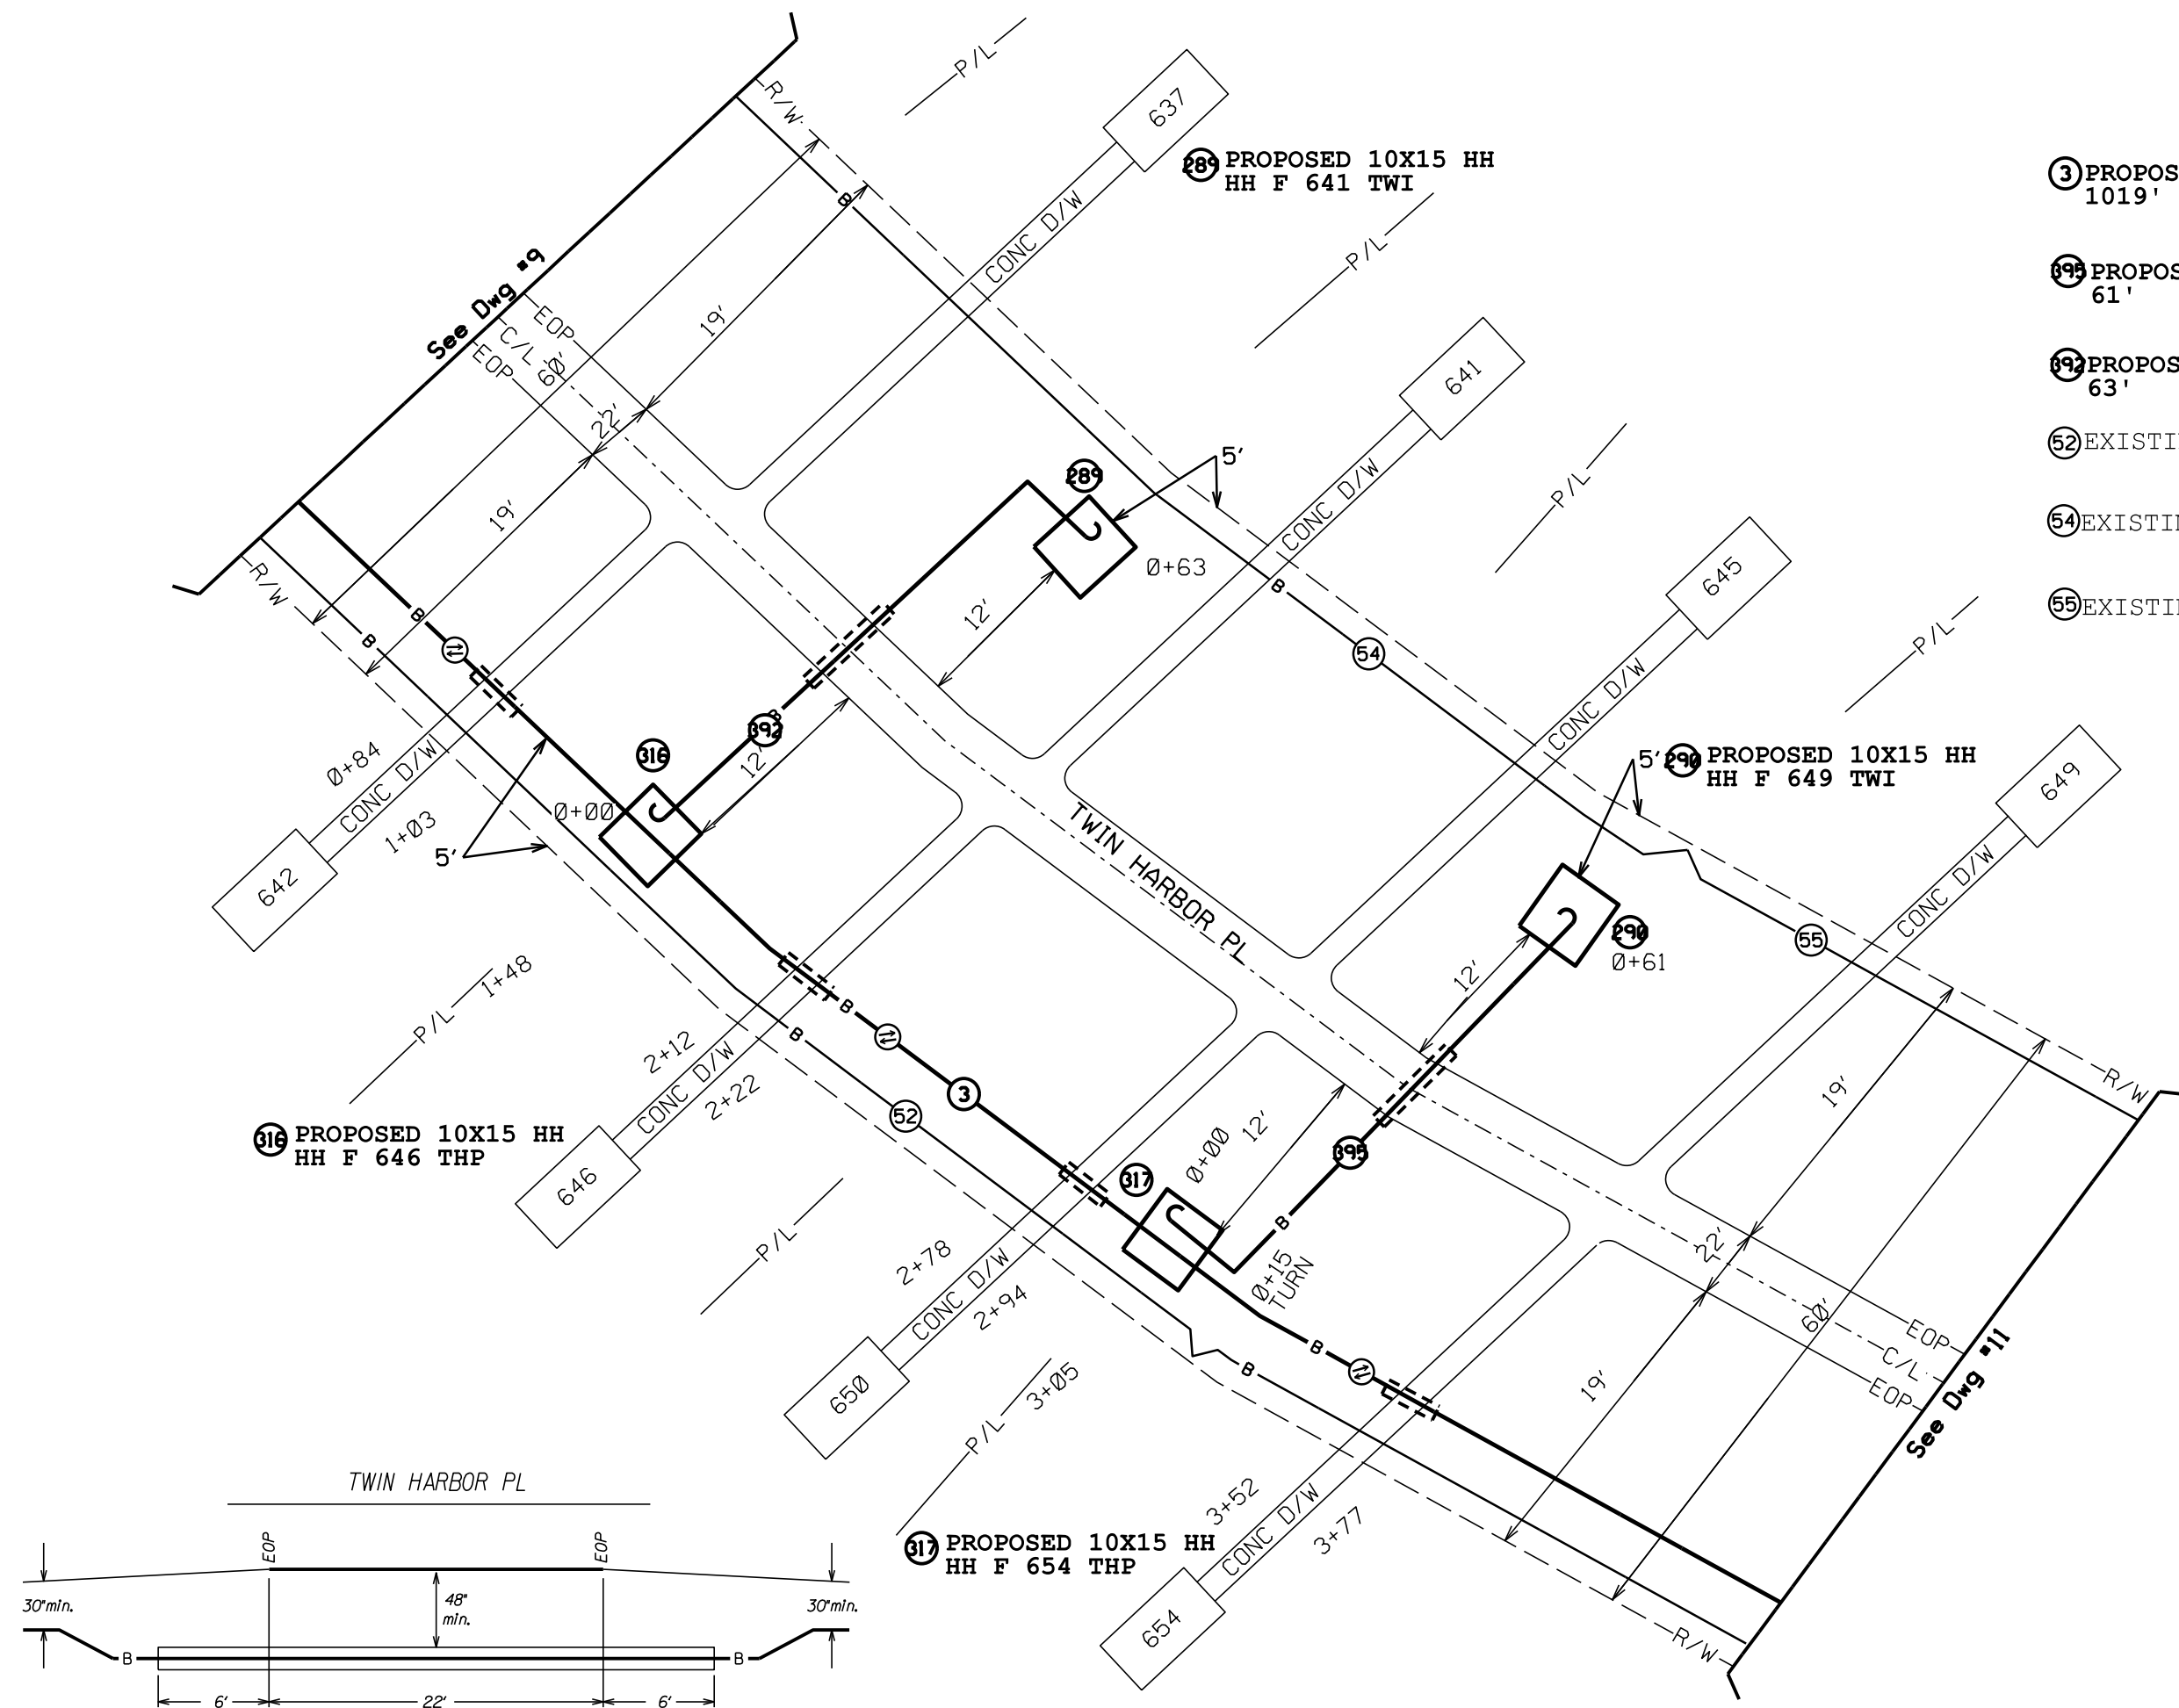 P/L
R/W
637
289 PROPOSED 10X15 HH
HH F 641 TWI
3 PROPOS
1019'
CONC D/W
B
P/L
See Dwg #9
395 PROPOS
61'
EOP
C/L
EOP
60'
19'
22'
641
392 PROPOS
63'
52 EXISTI
5'
289
P/L
CONC D/W
19'
54 EXISTI
645
0+63
R/W
B
B
12'
B
55 EXISTI
P/L
54
CONC D/W
B
392
12'
316
0+84
CONC D/W
1+03
0+00
5'
5'
290 PROPOSED 10X15 HH
HH F 649 TWI
649
TWIN HARBOR PL
642
CONC D/W
290
0+61
55
12'
1+48
P/L
B
B
2+12
CONC D/W
2+22
3
52
R/W
19'
316 PROPOSED 10X15 HH
HH F 646 THP
646
317
0+00
12'
395
B
P/L
2+78
CONC D/W
2+94
0+15
TURN
22'
60'
EOP
C/L
EOP
See Dwg #11
B
B
650
P/L
3+05
19'
3+52
CONC D/W
3+77
317 PROPOSED 10X15 HH
HH F 654 THP
654
R/W
TWIN HARBOR PL
EOP
EOP
30"min.
48"
min.
30"min.
B
B
6'
22'
6'